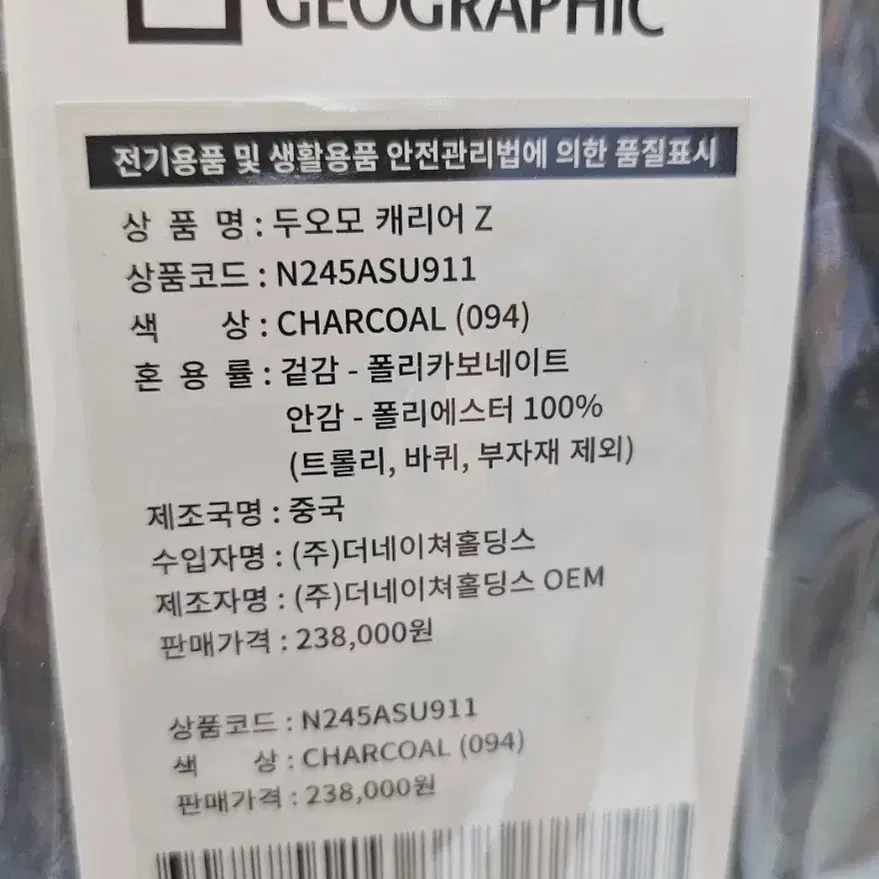 GEOGRAPHIC
전기용품 및 생활용품 안전관리법에 의한 품질표시
상 품 명 : 두오모 캐리어 Z
상품코드 : N245ASU911
색 상 : CHARCOAL (094)
혼 용 률 : 겉감 - 폴리카보네이트
안감 - 폴리에스터 100%
(트롤리, 바퀴, 부자재 제외)
제조국명 : 중국
수입자명 : (주)더네이쳐홀딩스
제조자명 : (주)더네이쳐홀딩스 OEM
판매가격 : 238,000원
상품코드 : N245ASU911
색 상 : CHARCOAL (094)
판매가격 : 238,000원